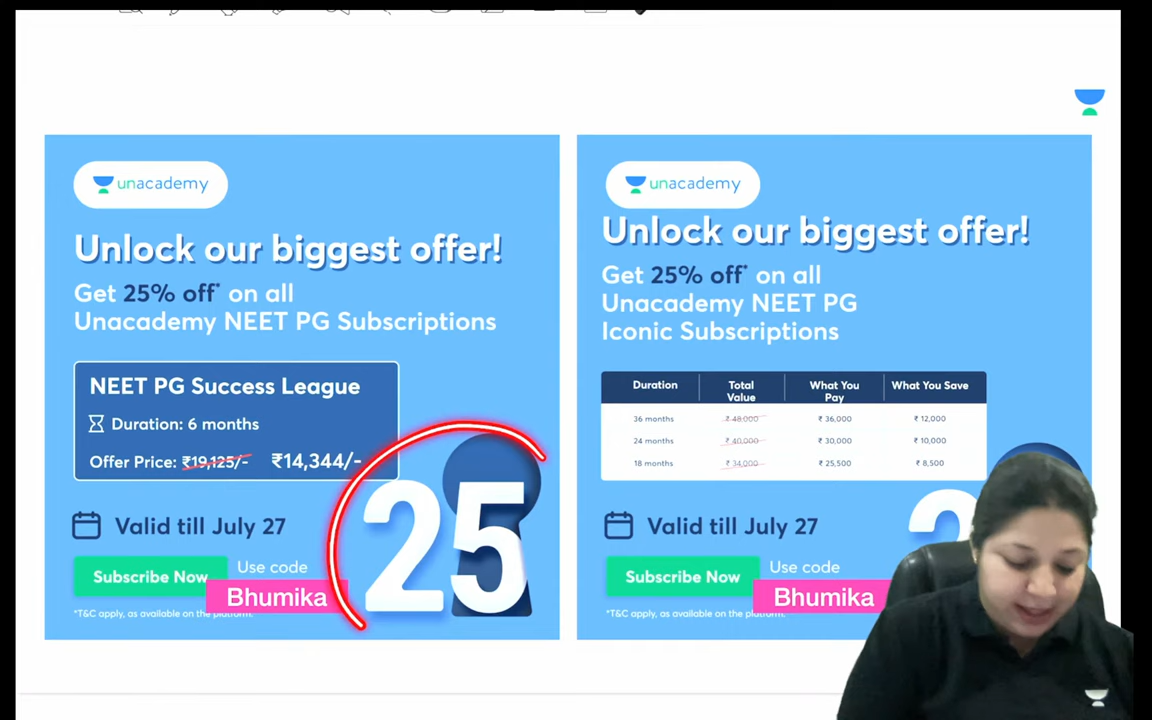 unacademy
Unlock our biggest offer!
Get 25% off* on all
Unacademy NEET PG Subscriptions
NEET PG Success League
Duration: 6 months
Offer Price: ₹19,125/- ₹14,344/-
Valid till July 27
Subscribe Now
Use code
Bhumika
*T&C apply, as available on the platform.
25
unacademy
Unlock our biggest offer!
Get 25% off* on all
Unacademy NEET PG
Iconic Subscriptions
Duration Total Value What You Pay What You Save
36 months ₹ 48,000 ₹ 36,000 ₹ 12,000
24 months ₹ 40,000 ₹ 30,000 ₹ 10,000
18 months ₹ 34,000 ₹ 25,500 ₹ 8,500
Valid till July 27
Subscribe Now
Use code
Bhumika
*T&C apply, as available on the platform.
2